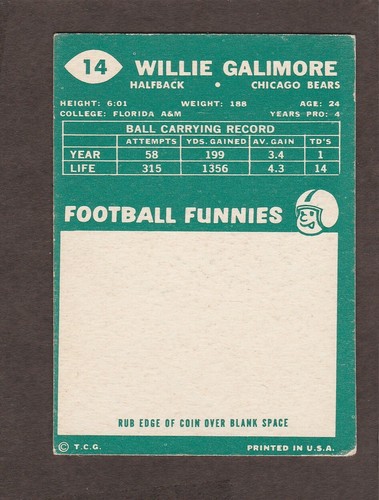 14 WILLIE GALIMORE
HALFBACK • CHICAGO BEARS
HEIGHT: 6:01 WEIGHT: 188 AGE: 24
COLLEGE: FLORIDA A&M YEARS PRO: 4
BALL CARRYING RECORD
ATTEMPTS YDS. GAINED AV. GAIN TD'S
YEAR 58 199 3.4 1
LIFE 315 1356 4.3 14
FOOTBALL FUNNIES
RUB EDGE OF COIN OVER BLANK SPACE
© T.C.G. PRINTED IN U.S.A.